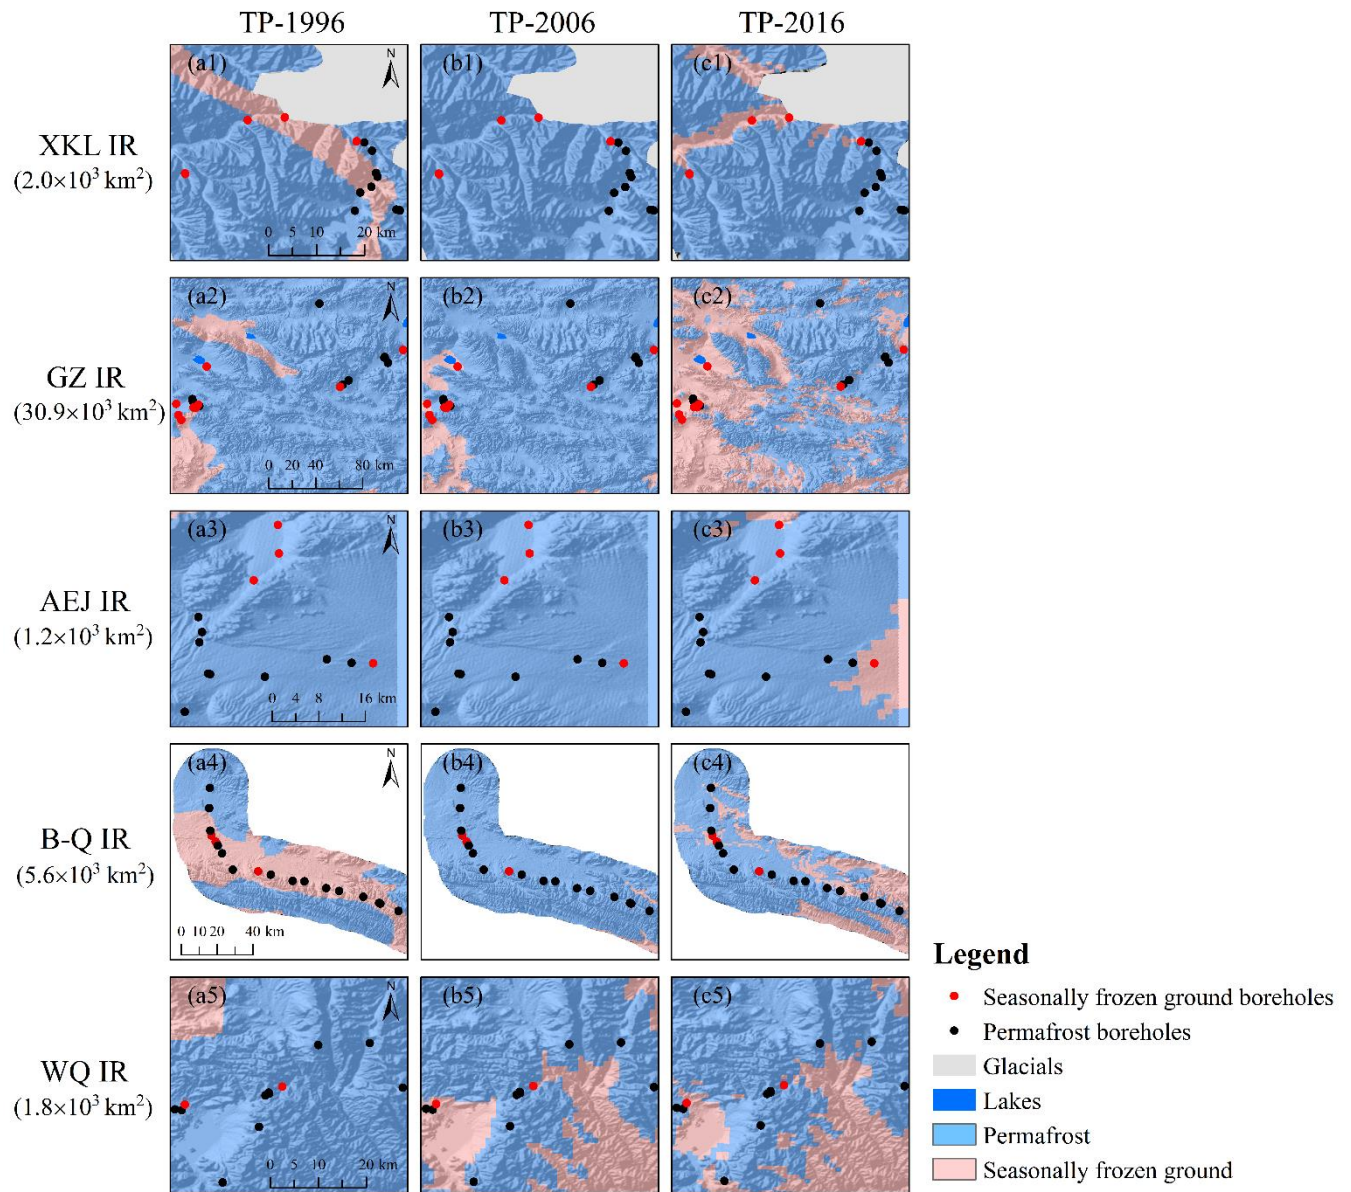 TP-1996 TP-2006 TP-2016
(a1) N (b1) (c1)
XKL IR
(2.0×10³ km²)
0 5 10 20 km
(a2) N (b2) (c2)
GZ IR
(30.9×10³ km²)
0 20 40 80 km
(a3) N (b3) (c3)
AEJ IR
(1.2×10³ km²)
0 4 8 16 km
(a4) N (b4) (c4)
B-Q IR
(5.6×10³ km²)
0 10 20 40 km
(a5) N (b5) (c5)
WQ IR
(1.8×10³ km²)
0 5 10 20 km
Legend
Seasonally frozen ground boreholes
Permafrost boreholes
Glacials
Lakes
Permafrost
Seasonally frozen ground